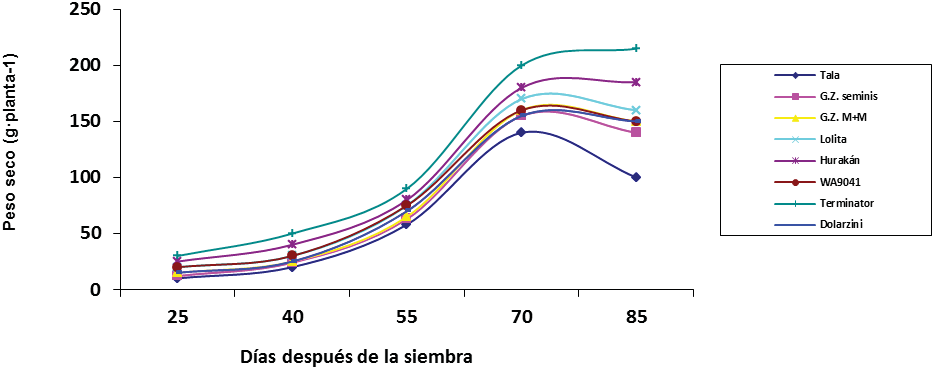 Peso seco (g·planta-1)
250
200
150
100
50
0
25 40 55 70 85
Días después de la siembra
Tala
G.Z. seminis
G.Z. M+M
Lolita
Hurakán
WA9041
Terminator
Dolarzini